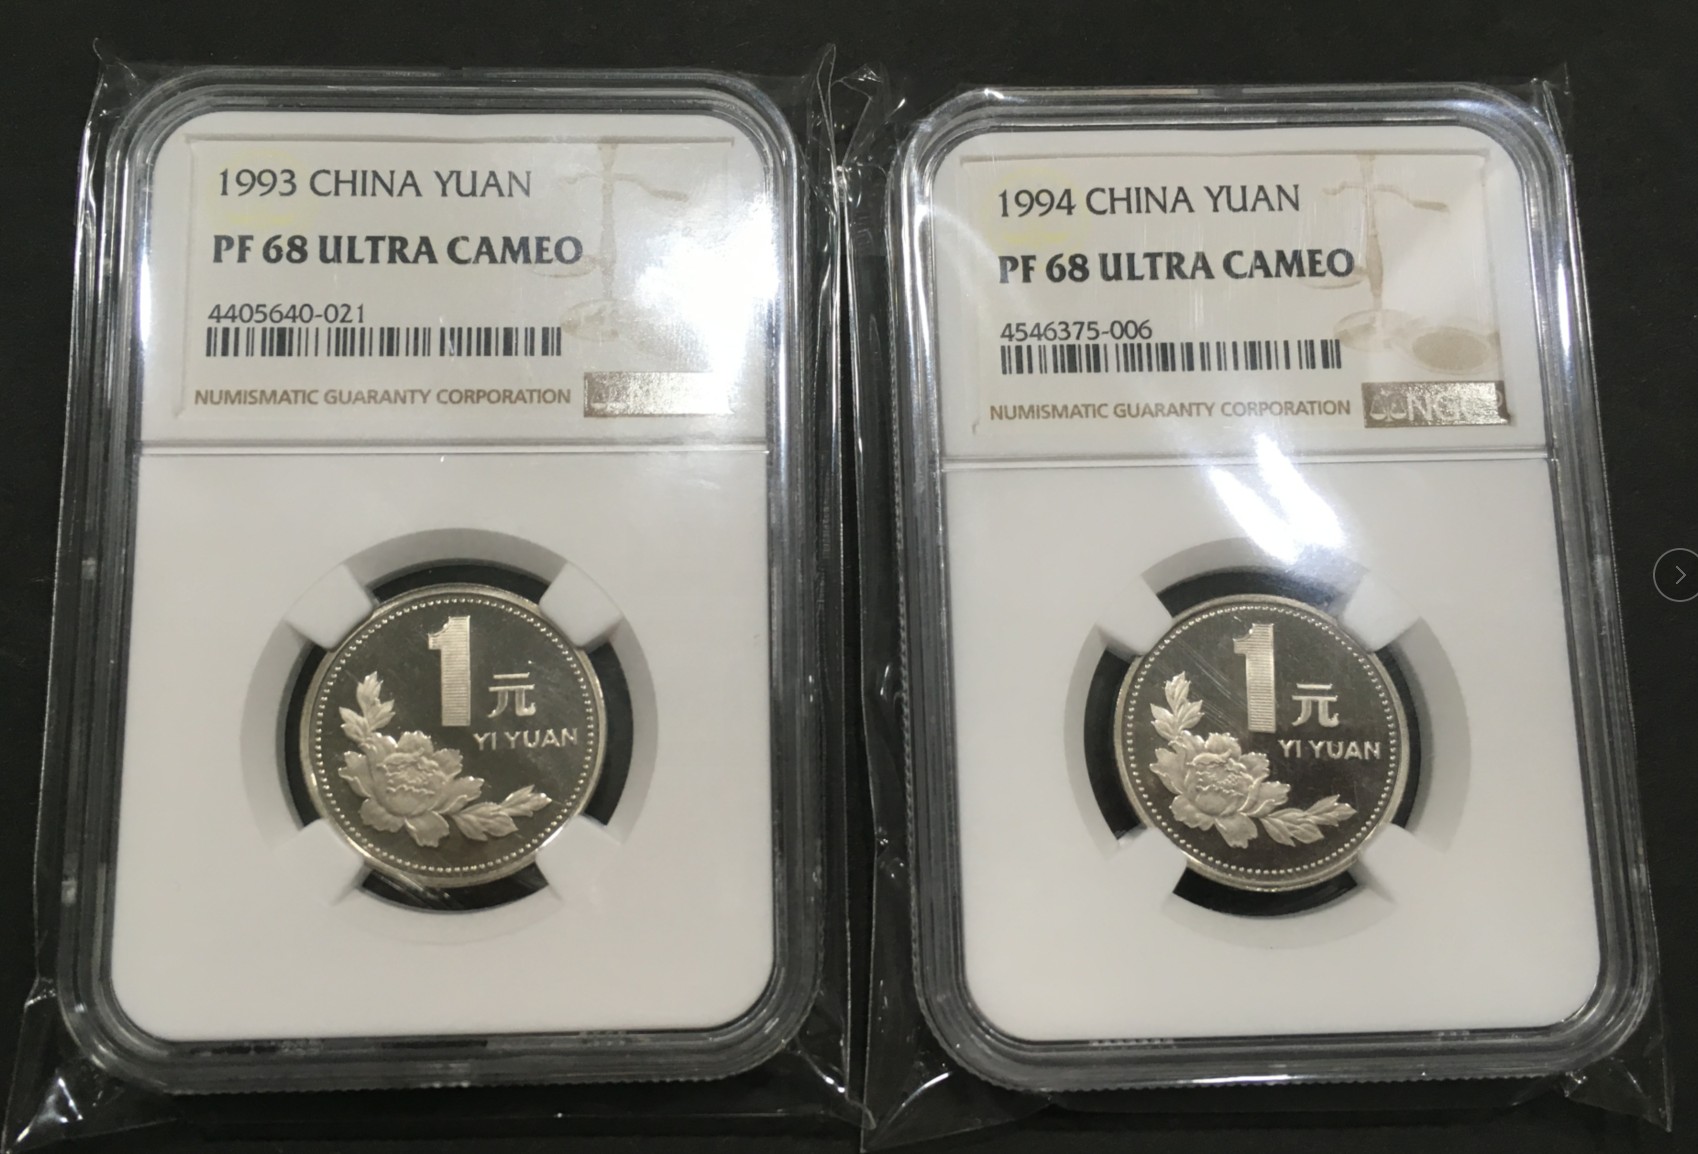 1993 CHINA YUAN
PF 68 ULTRA CAMEO
4405640-021
NUMISMATIC GUARANTY CORPORATION
1
元
YI YUAN
1994 CHINA YUAN
PF 68 ULTRA CAMEO
4546375-006
NUMISMATIC GUARANTY CORPORATION
NGC
1
元
YI YUAN